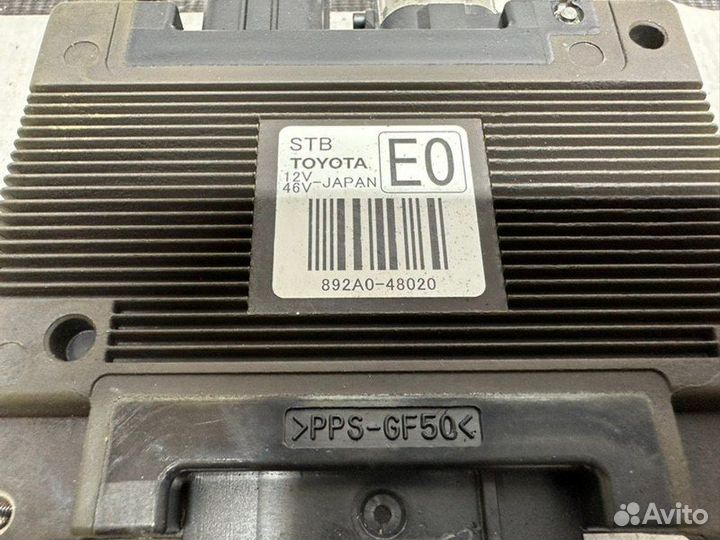 STB
TOYOTA
12V
46V-JAPAN
E0
892A0-48020
>PPS-GF50<
Avito